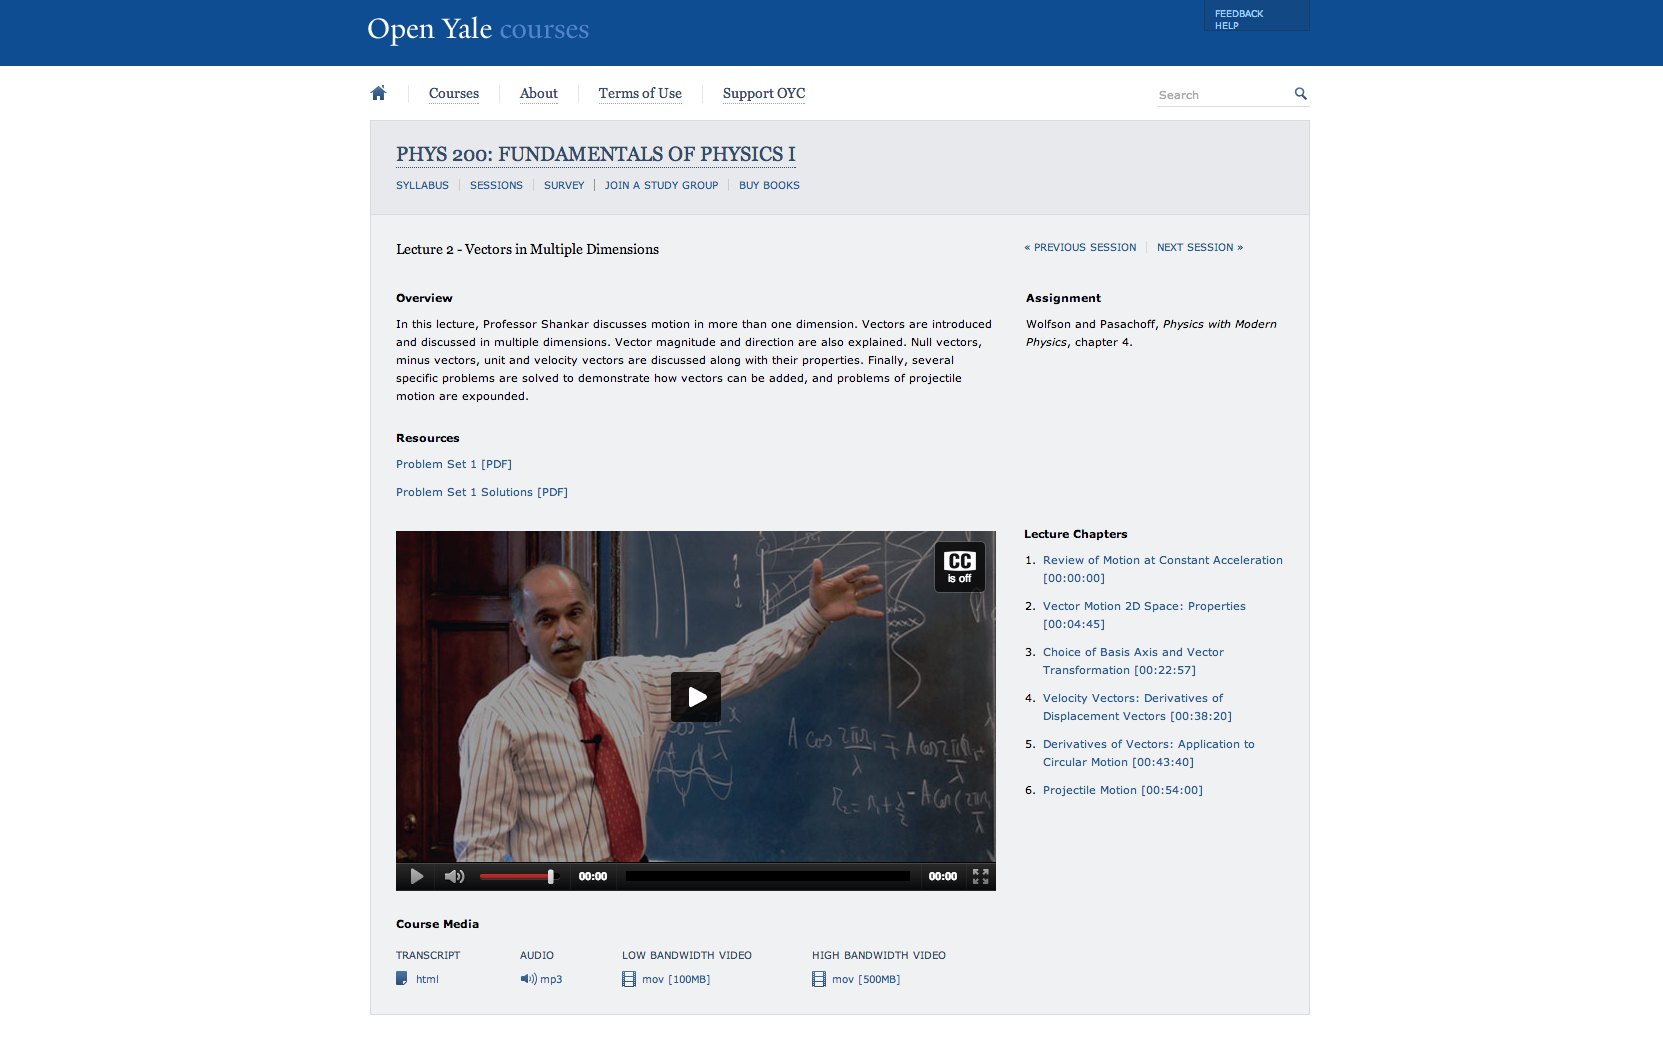 Open Yale courses
FEEDBACK
HELP
Courses
About
Terms of Use
Support OYC
Search
PHYS 200: FUNDAMENTALS OF PHYSICS I
SYLLABUS
SESSIONS
SURVEY
JOIN A STUDY GROUP
BUY BOOKS
Lecture 2 - Vectors in Multiple Dimensions
« PREVIOUS SESSION
NEXT SESSION »
Overview
In this lecture, Professor Shankar discusses motion in more than one dimension. Vectors are introduced
and discussed in multiple dimensions. Vector magnitude and direction are also explained. Null vectors,
minus vectors, unit and velocity vectors are discussed along with their properties. Finally, several
specific problems are solved to demonstrate how vectors can be added, and problems of projectile
motion are expounded.
Assignment
Wolfson and Pasachoff, Physics with Modern
Physics, chapter 4.
Resources
Problem Set 1 [PDF]
Problem Set 1 Solutions [PDF]
CC
is off
00:00
00:00
Lecture Chapters
1. Review of Motion at Constant Acceleration
[00:00:00]
2. Vector Motion 2D Space: Properties
[00:04:45]
3. Choice of Basis Axis and Vector
Transformation [00:22:57]
4. Velocity Vectors: Derivatives of
Displacement Vectors [00:38:20]
5. Derivatives of Vectors: Application to
Circular Motion [00:43:40]
6. Projectile Motion [00:54:00]
Course Media
TRANSCRIPT
html
AUDIO
mp3
LOW BANDWIDTH VIDEO
mov [100MB]
HIGH BANDWIDTH VIDEO
mov [500MB]